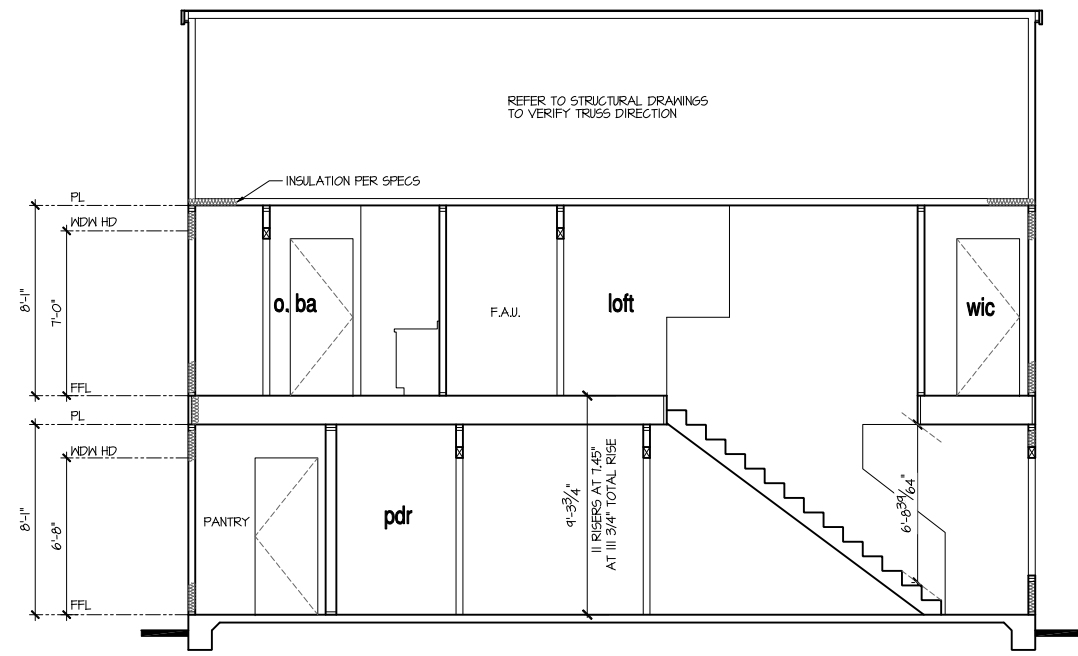 REFER TO STRUCTURAL DRAWINGS
TO VERIFY TRUSS DIRECTION
INSULATION PER SPECS
PL
WDW HD
8'-1"
7'-0"
o. ba
F.A.U.
loft
wic
FFL
PL
WDW HD
8'-1"
6'-8"
PANTRY
pdr
9'-3 3/4"
11 RISERS AT 7.45"
AT 111 3/4" TOTAL RISE
6'-8 39/64"
FFL